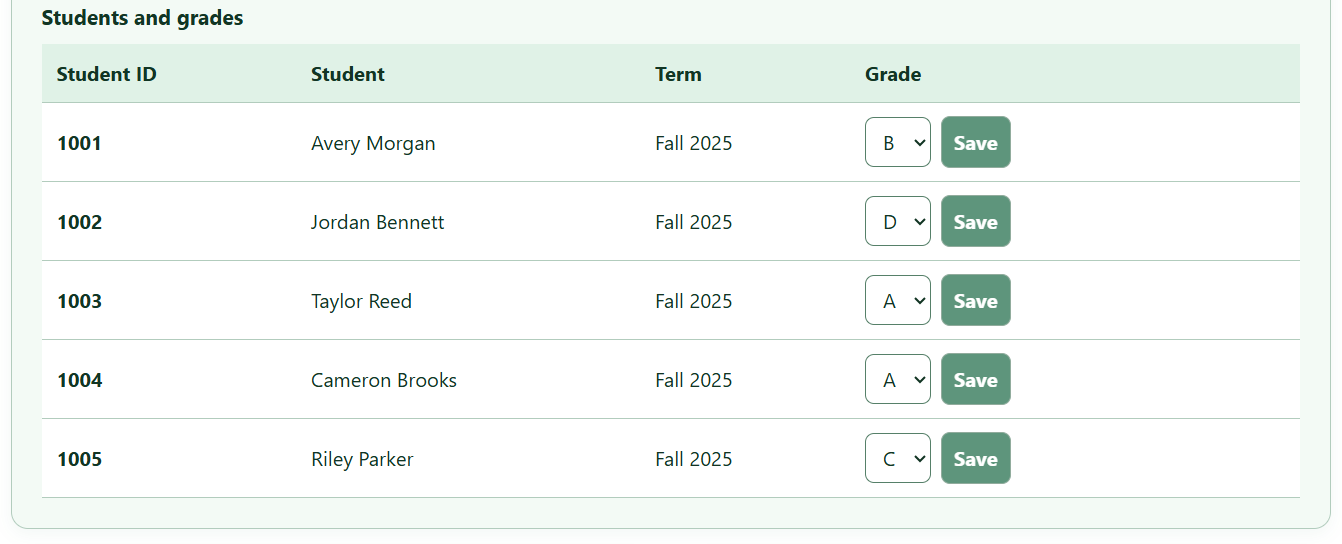 Students and grades
Student ID Student Term Grade
1001 Avery Morgan Fall 2025 B Save
1002 Jordan Bennett Fall 2025 D Save
1003 Taylor Reed Fall 2025 A Save
1004 Cameron Brooks Fall 2025 A Save
1005 Riley Parker Fall 2025 C Save